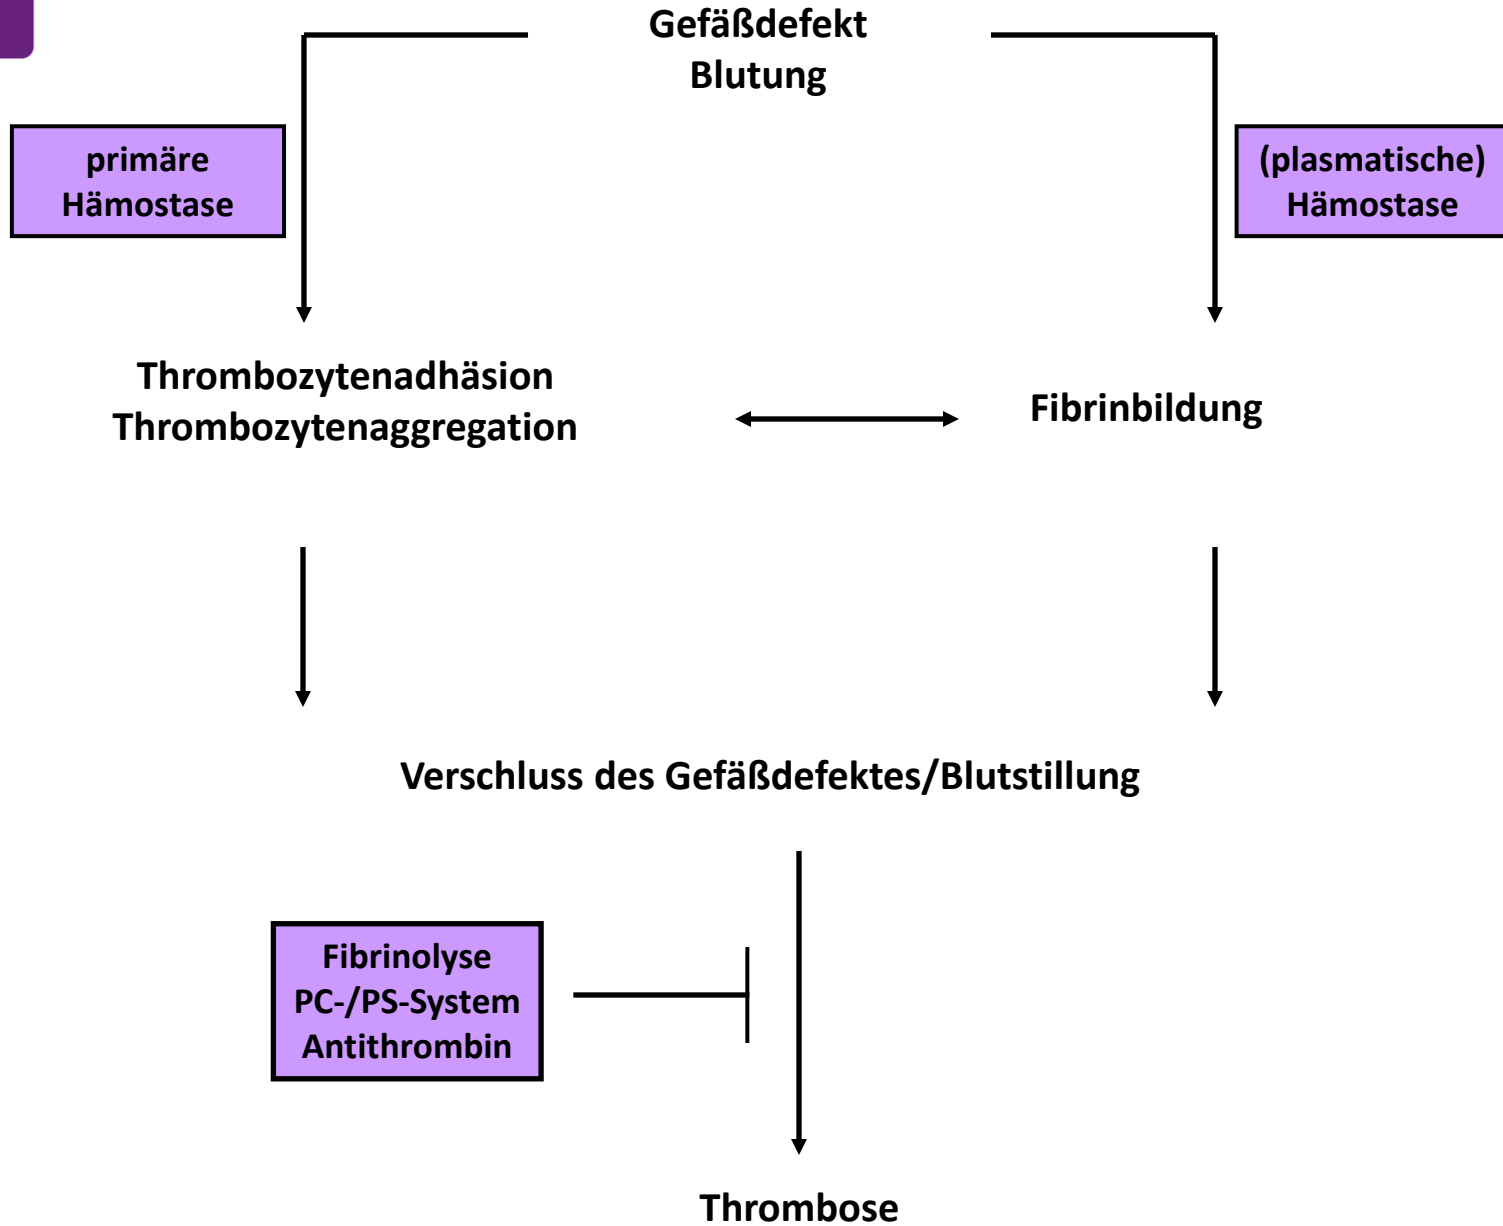 Gefäßdefekt
Blutung
primäre
Hämostase
(plasmatische)
Hämostase
Thrombozytenadhäsion
Thrombozytenaggregation
Fibrinbildung
Verschluss des Gefäßdefektes/Blutstillung
Fibrinolyse
PC-/PS-System
Antithrombin
Thrombose